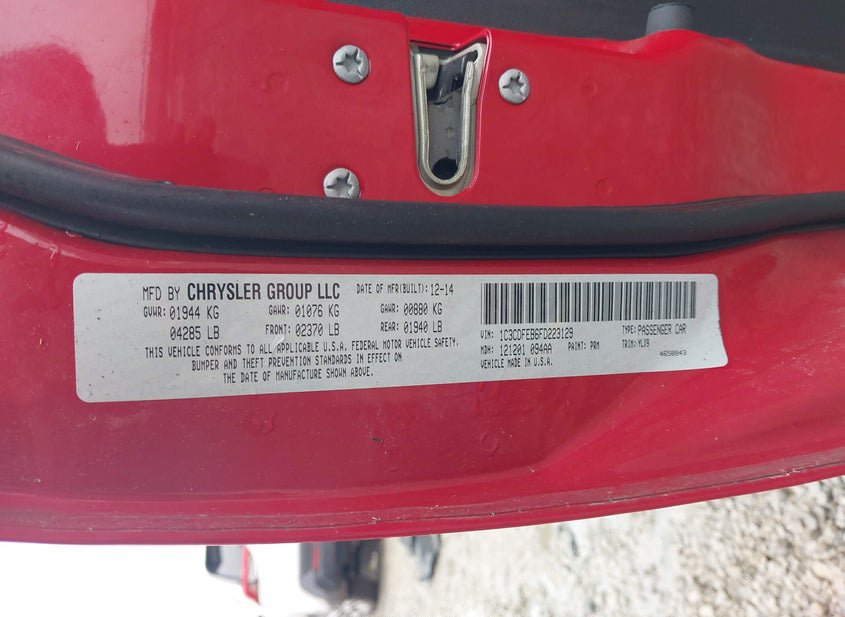 MFD BY CHRYSLER GROUP LLC DATE OF MFR(BUILT): 12-14
GVWR: 01944 KG GAWR: 01076 KG GAWR: 00880 KG
04285 LB FRONT: 02370 LB REAR: 01940 LB
THIS VEHICLE CONFORMS TO ALL APPLICABLE U.S.A. FEDERAL MOTOR VEHICLE SAFETY,
BUMPER AND THEFT PREVENTION STANDARDS IN EFFECT ON
THE DATE OF MANUFACTURE SHOWN ABOVE.
VIN: 1C3CDFEB6FD223129 TYPE: PASSENGER CAR
MDH: 121201 094AA PAINT: PRM TRIM: MLX9
VEHICLE MADE IN U.S.A. 4658843